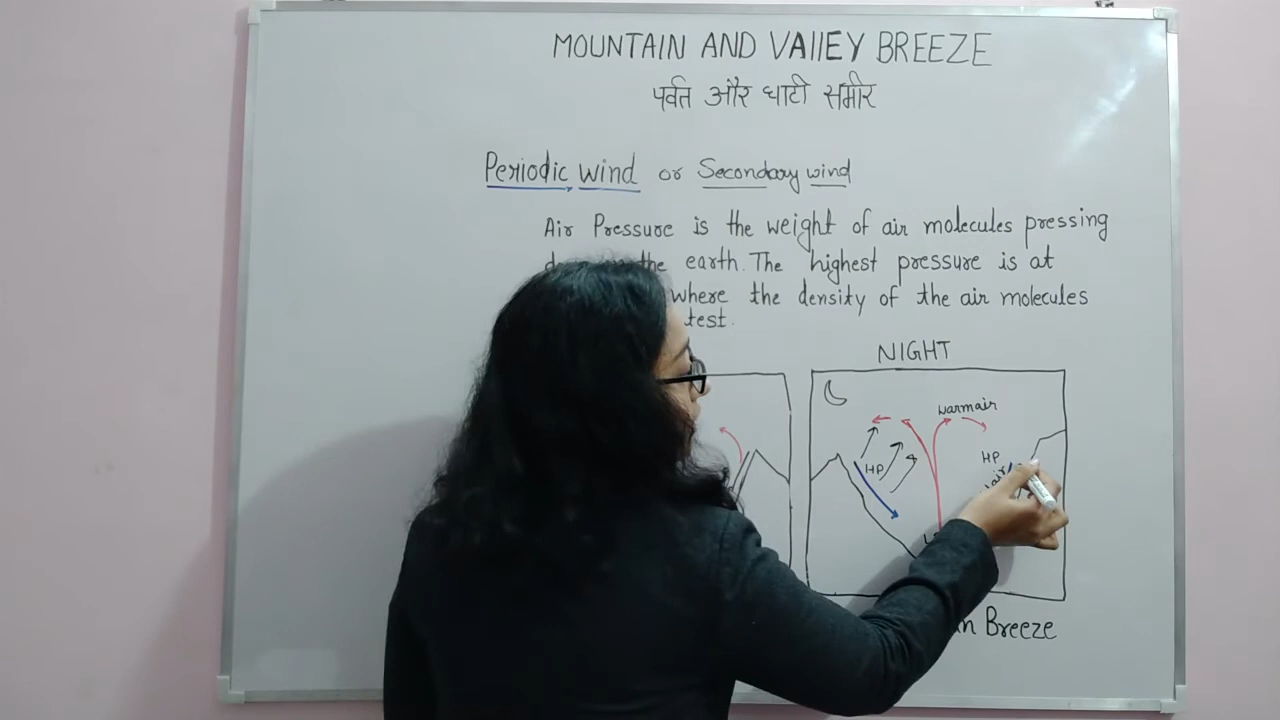 MOUNTAIN AND VAllEY BREEZE
पर्वत और घाटी समीर
Periodic wind or Secondary wind
Air Pressure is the weight of air molecules pressing
the earth. The highest pressure is at
where the density of the air molecules
test.
NIGHT
warmair
HP
HP
air
Breeze